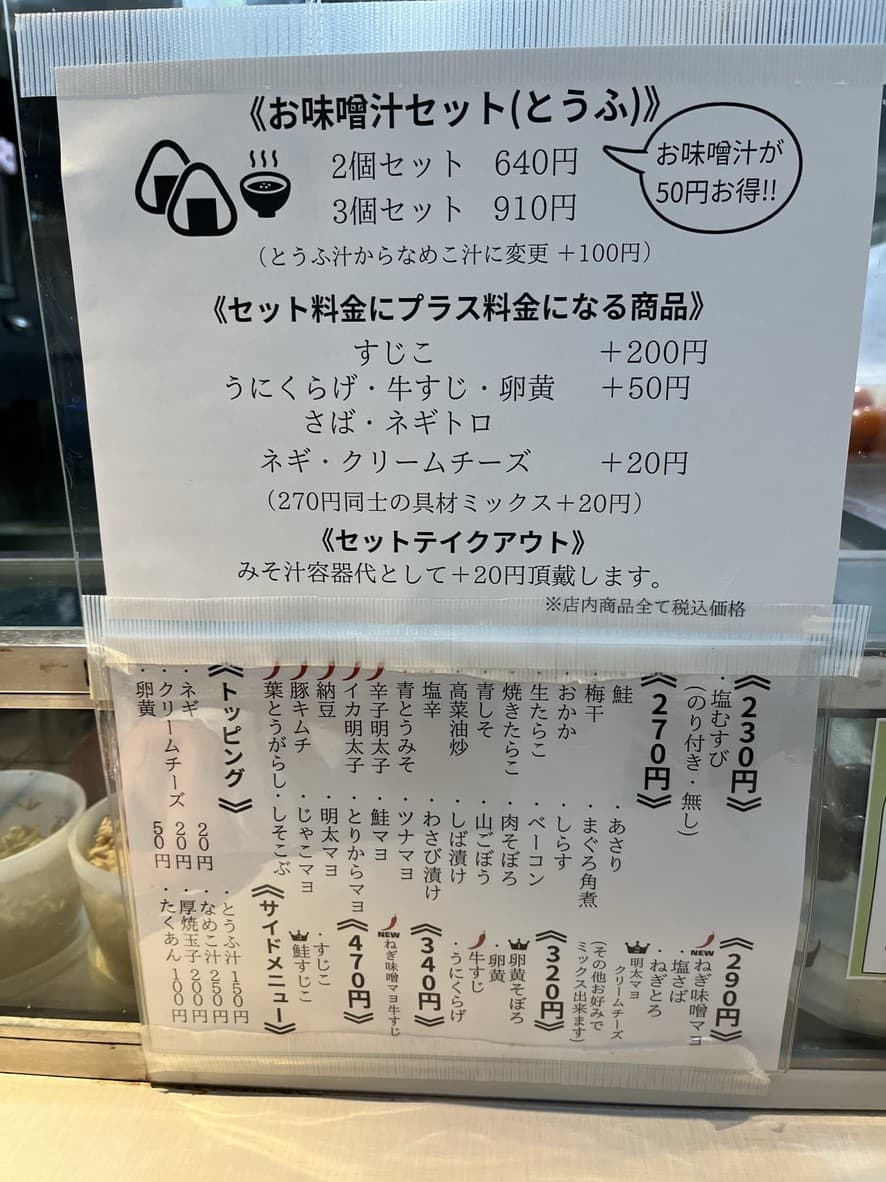 《お味噌汁セット(とうふ)》
2個セット 640円
3個セット 910円
お味噌汁が
50円お得!!
(とうふ汁からなめこ汁に変更 +100円)
《セット料金にプラス料金になる商品》
すじこ +200円
うにくらげ・牛すじ・卵黄 +50円
さば・ネギトロ
ネギ・クリームチーズ +20円
(270円同士の具材ミックス+20円)
《セットテイクアウト》
みそ汁容器代として+20円頂戴します。
※店内商品全て税込価格
《230円》
・塩むすび
(のり付き・無し)
《270円》
鮭
・梅干
・おかか
・生たらこ
・焼きたらこ
・青しそ
・高菜油炒
・塩辛
・青とうみそ
辛子明太子
イカ明太子
納豆
豚キムチ
葉とうがらし
・あさり
・まぐろ角煮
・しらす
・ベーコン
・肉そぼろ
・山ごぼう
・しば漬け
・わさび漬け
・ツナマヨ
・鮭マヨ
・とりからマヨ
・明太マヨ
・じゃこマヨ
・しそこぶ
《290円》
NEW ねぎ味噌マヨ
・塩さば
・ねぎとろ
明太マヨ
クリームチーズ
(その他お好みで
ミックス出来ます)
《320円》
卵黄そぼろ
・卵黄
牛すじ
・うにくらげ
《340円》
NEW ねぎ味噌マヨ牛すじ
《470円》
・すじこ
鮭すじこ
《トッピング》
・ネギ 20円
・クリームチーズ 20円
・卵黄 50円
《サイドメニュー》
・とうふ汁 150円
・なめこ汁 250円
・厚焼玉子 200円
・たくあん 100円